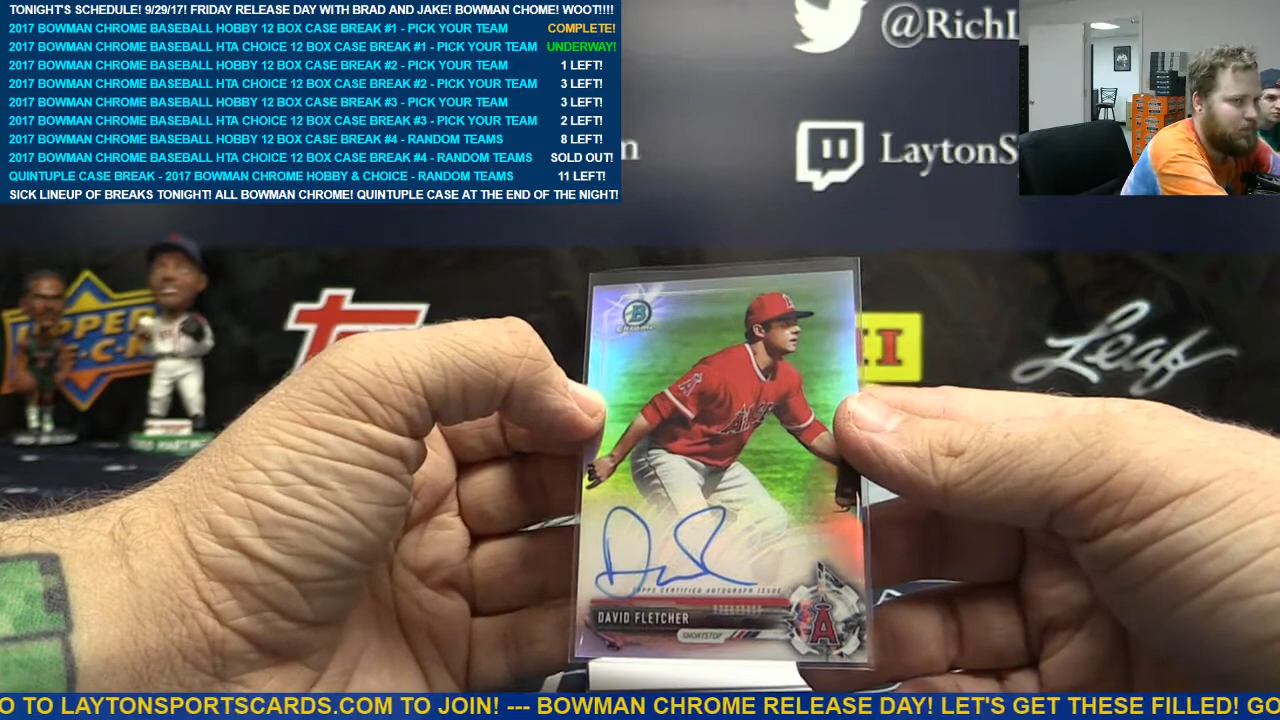 TONIGHT'S SCHEDULE! 9/29/17! FRIDAY RELEASE DAY WITH BRAD AND JAKE! BOWMAN CHOME! WOOT!!!!
2017 BOWMAN CHROME BASEBALL HOBBY 12 BOX CASE BREAK #1 - PICK YOUR TEAM COMPLETE!
2017 BOWMAN CHROME BASEBALL HTA CHOICE 12 BOX CASE BREAK #1 - PICK YOUR TEAM UNDERWAY!
2017 BOWMAN CHROME BASEBALL HOBBY 12 BOX CASE BREAK #2 - PICK YOUR TEAM 1 LEFT!
2017 BOWMAN CHROME BASEBALL HTA CHOICE 12 BOX CASE BREAK #2 - PICK YOUR TEAM 3 LEFT!
2017 BOWMAN CHROME BASEBALL HOBBY 12 BOX CASE BREAK #3 - PICK YOUR TEAM 3 LEFT!
2017 BOWMAN CHROME BASEBALL HTA CHOICE 12 BOX CASE BREAK #3 - PICK YOUR TEAM 2 LEFT!
2017 BOWMAN CHROME BASEBALL HOBBY 12 BOX CASE BREAK #4 - RANDOM TEAMS 8 LEFT!
2017 BOWMAN CHROME BASEBALL HTA CHOICE 12 BOX CASE BREAK #4 - RANDOM TEAMS SOLD OUT!
QUINTUPLE CASE BREAK - 2017 BOWMAN CHROME HOBBY & CHOICE - RANDOM TEAMS 11 LEFT!
SICK LINEUP OF BREAKS TONIGHT! ALL BOWMAN CHROME! QUINTUPLE CASE AT THE END OF THE NIGHT!
@RichL
m
LaytonS
UPPER
Leaf
B
Chrome
A
TOPPS CERTIFIED AUTOGRAPH ISSUE
DAVID FLETCHER
SHORTSTOP
A
O TO LAYTONSPORTSCARDS.COM TO JOIN! --- BOWMAN CHROME RELEASE DAY! LET'S GET THESE FILLED! GO